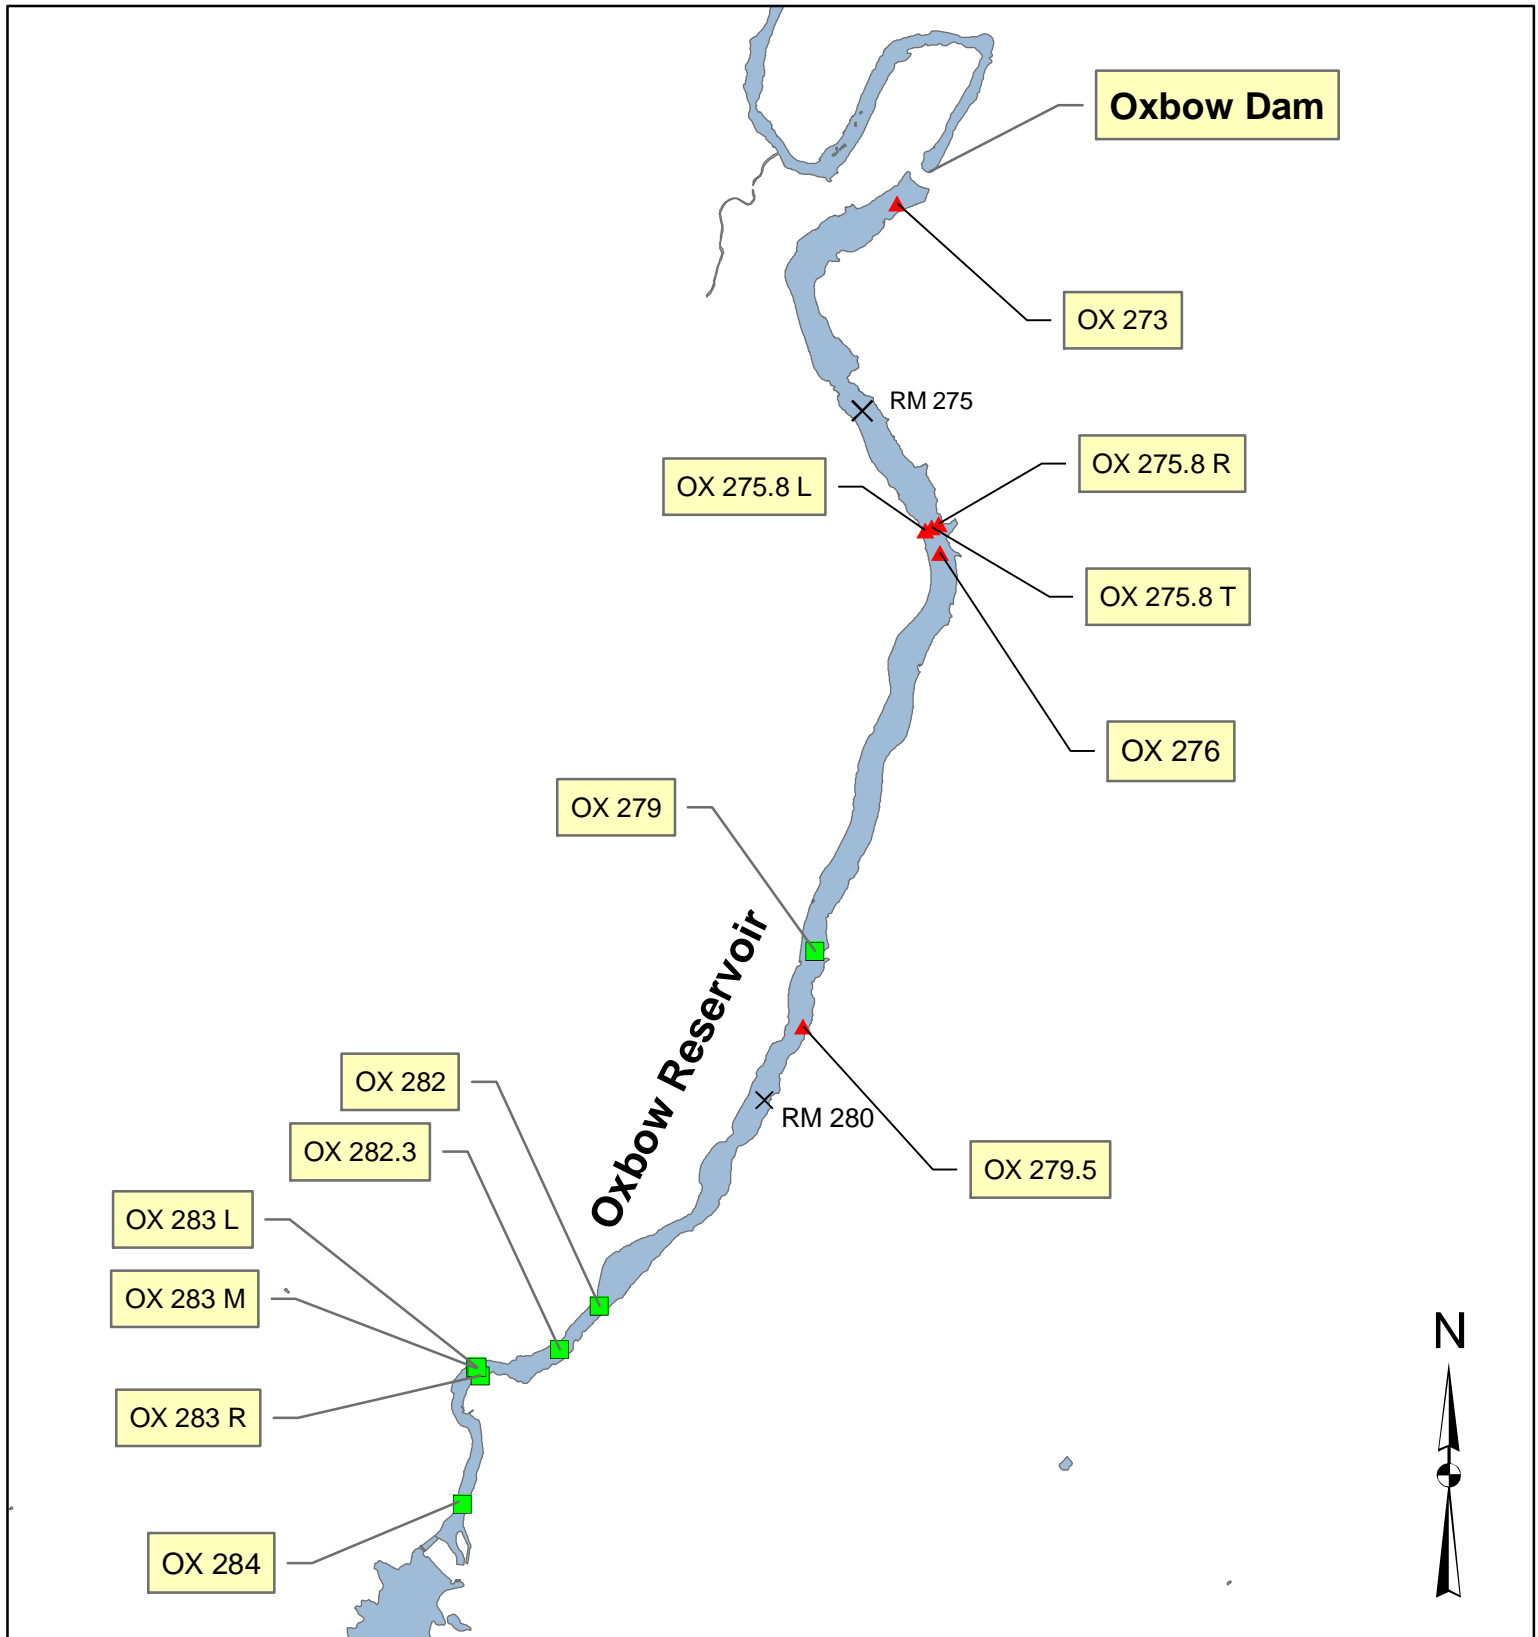 Oxbow Dam
OX 273
RM 275
OX 275.8 R
OX 275.8 L
OX 275.8 T
OX 276
OX 279
Oxbow Reservoir
OX 282
RM 280
OX 282.3
OX 279.5
OX 283 L
OX 283 M
N
OX 283 R
OX 284